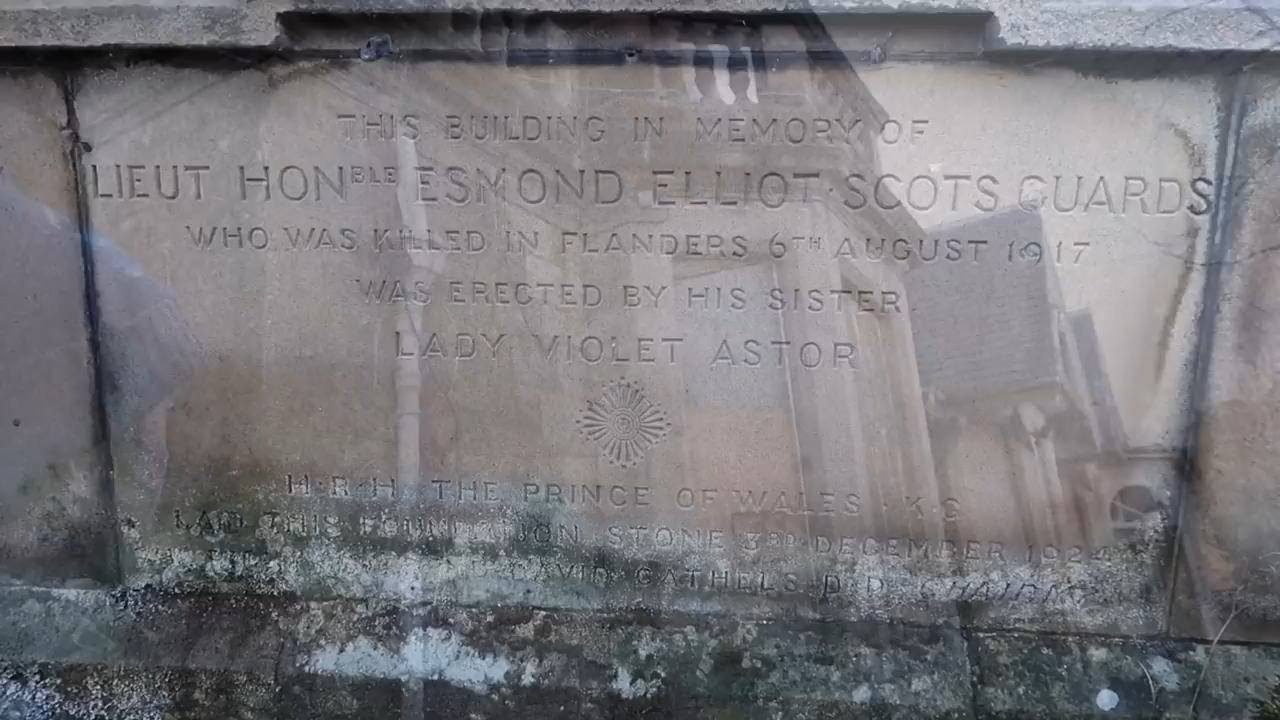 THIS BUILDING IN MEMORY OF
LIEUT HONBLE ESMOND ELLIOT·SCOTS GUARDS
WHO WAS KILLED IN FLANDERS 6TH AUGUST 1917
WAS ERECTED BY HIS SISTER
LADY VIOLET ASTOR
H·R·H· THE PRINCE OF WALES·K·G
LAID THIS FOUNDATION STONE 3RD DECEMBER 1924
DAVID CATHELS D D